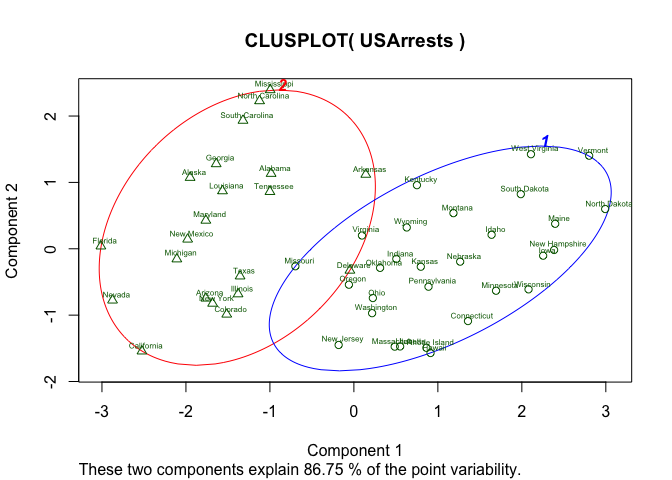 CLUSPLOT( USArrests )
Mississippi
2
North Carolina
South Carolina
1
West Virginia
Vermont
Georgia
Alaska
Alabama
Arkansas
Kentucky
Louisiana
Tennessee
South Dakota
North Dakota
Maryland
Montana
Maine
New Mexico
Virginia
Wyoming
Idaho
Florida
Michigan
Missouri
Indiana
New Hampshire
Iowa
Texas
Delaware
Oklahoma
Kansas
Nebraska
Nevada
Arizona
New York
Illinois
Colorado
Oregon
Ohio
Washington
Pennsylvania
Minnesota
Wisconsin
Connecticut
California
New Jersey
Rhode Island
Hawaii
2
1
0
-1
-2
Component 2
-3
-2
-1
0
1
2
3
Component 1
These two components explain 86.75 % of the point variability.